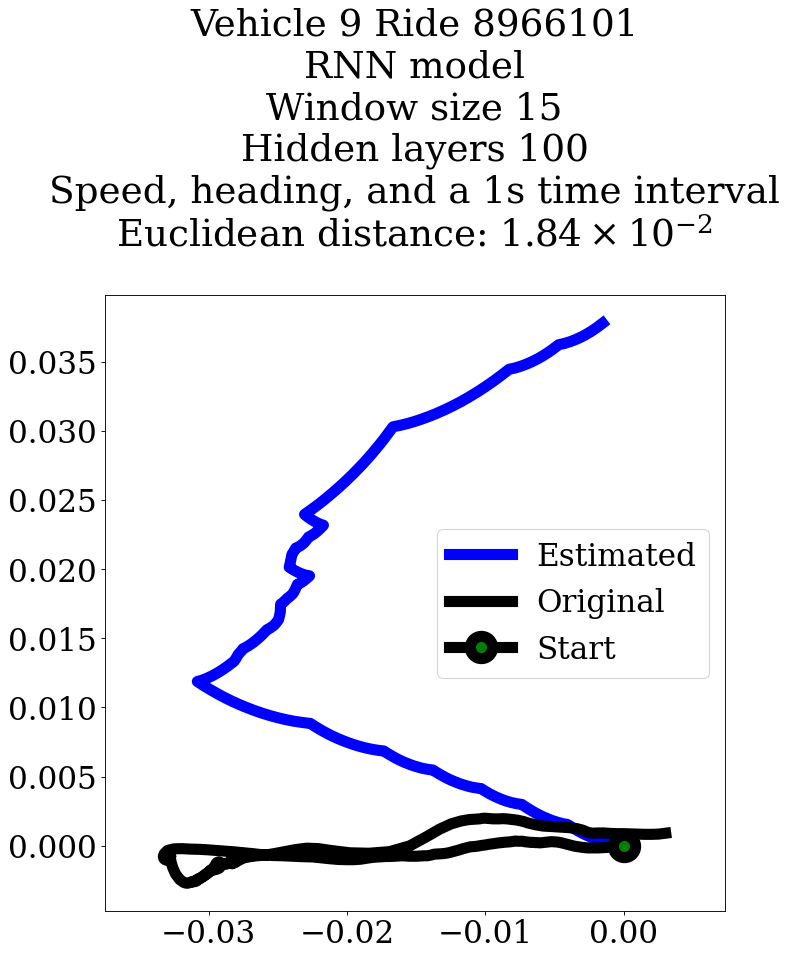 Vehicle 9 Ride 8966101
RNN model
Window size 15
Hidden layers 100
Speed, heading, and a 1s time interval
Euclidean distance: 1.84 × 10⁻²
0.035
0.030
0.025
0.020
0.015
0.010
0.005
0.000
Estimated
Original
Start
−0.03 −0.02 −0.01 0.00